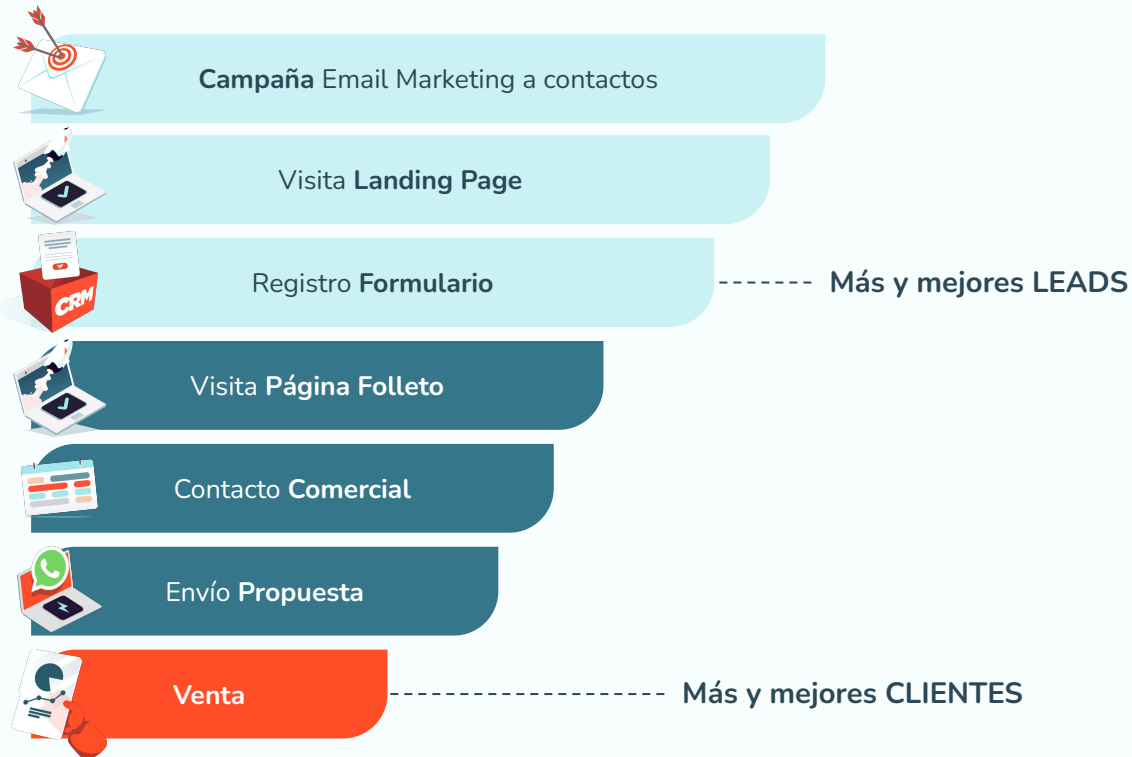 Campaña Email Marketing a contactos
Visita Landing Page
CRM
Registro Formulario
Más y mejores LEADS
Visita Página Folleto
Contacto Comercial
Envío Propuesta
Venta
Más y mejores CLIENTES